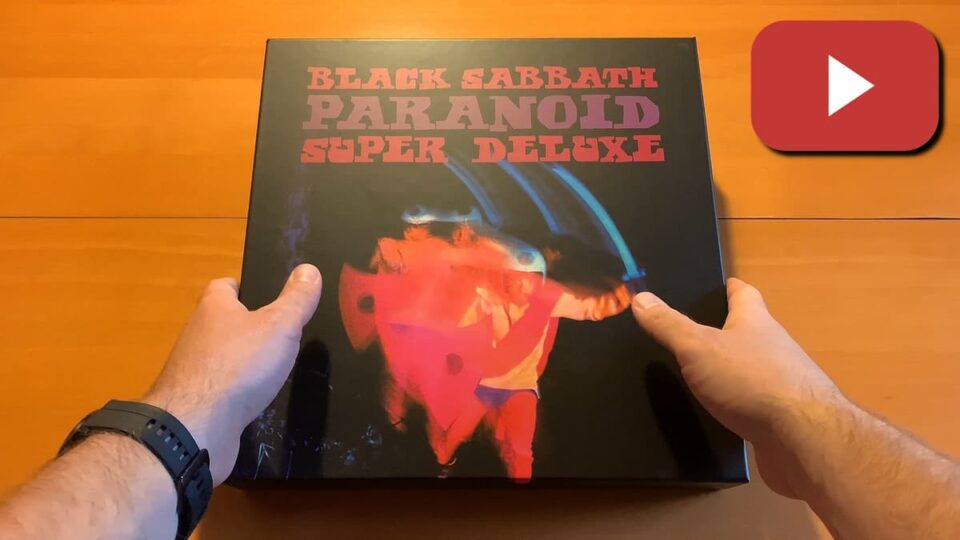 BLACK SABBATH
PARANOID
SUPER DELUXE